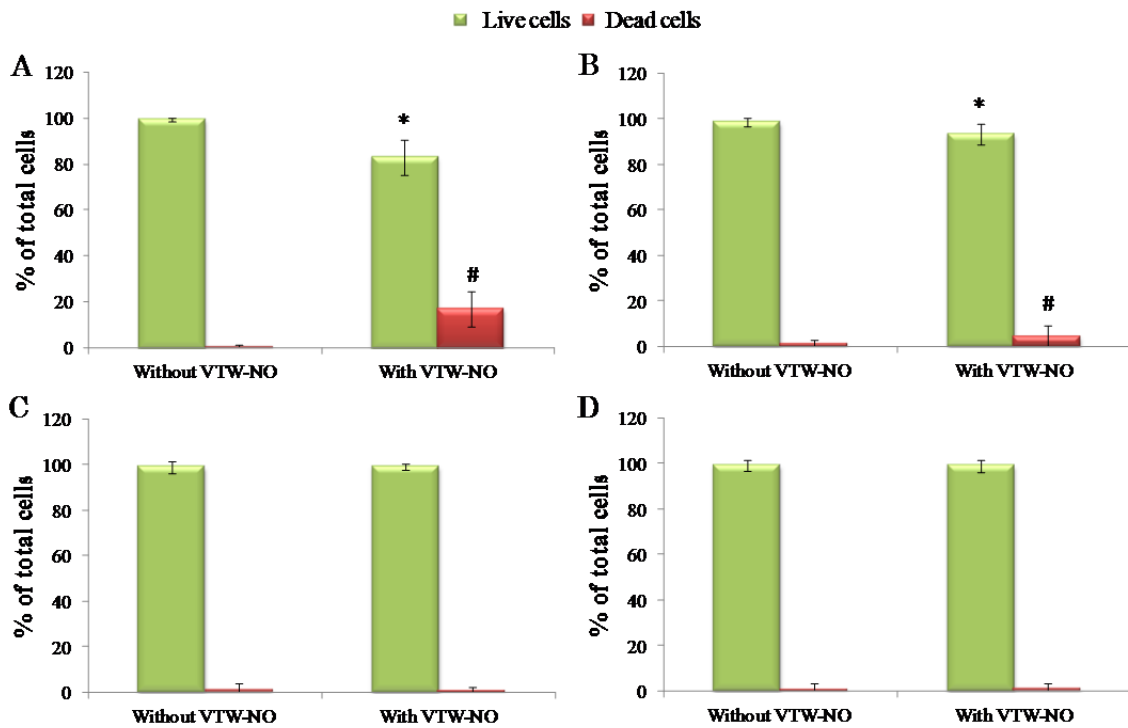 Live cells Dead cells
A
% of total cells
120
100
80
60
40
20
0
*
#
Without VTW-NO With VTW-NO
B
% of total cells
120
100
80
60
40
20
0
*
#
Without VTW-NO With VTW-NO
C
% of total cells
120
100
80
60
40
20
0
Without VTW-NO With VTW-NO
D
% of total cells
120
100
80
60
40
20
0
Without VTW-NO With VTW-NO